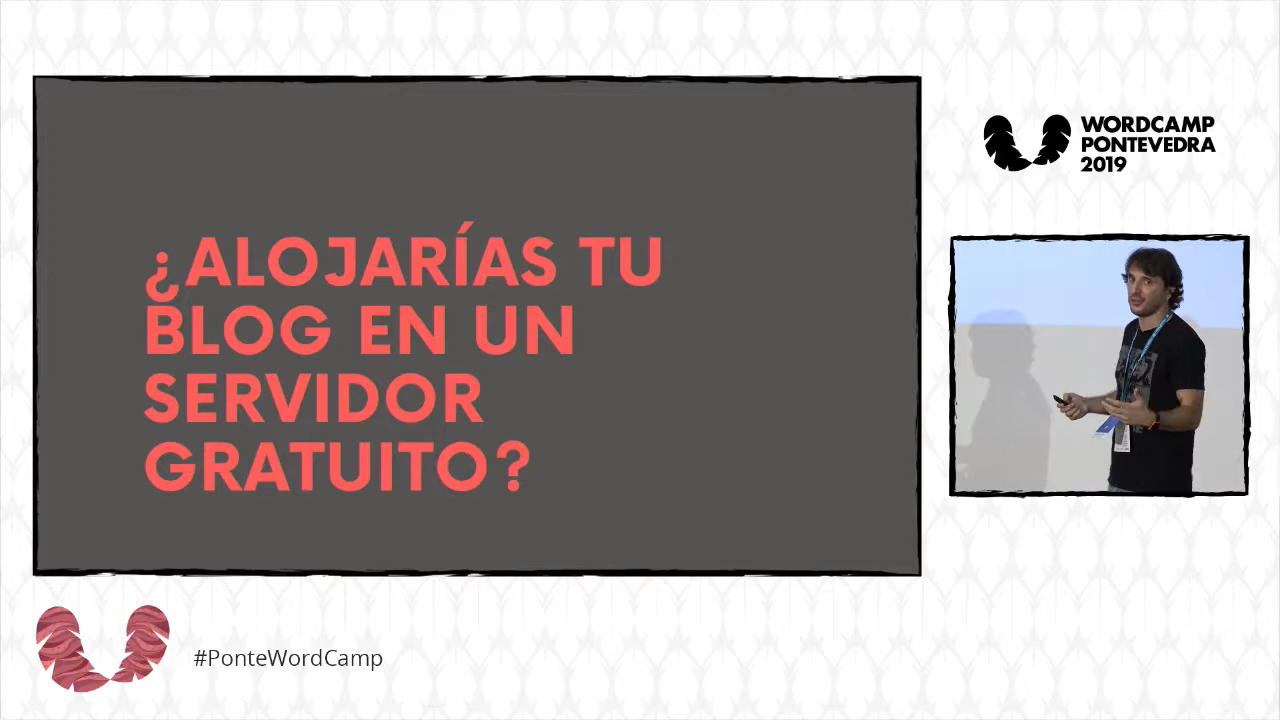 ¿ALOJARÍAS TU
BLOG EN UN
SERVIDOR
GRATUITO?
WORDCAMP
PONTEVEDRA
2019
#PonteWordCamp